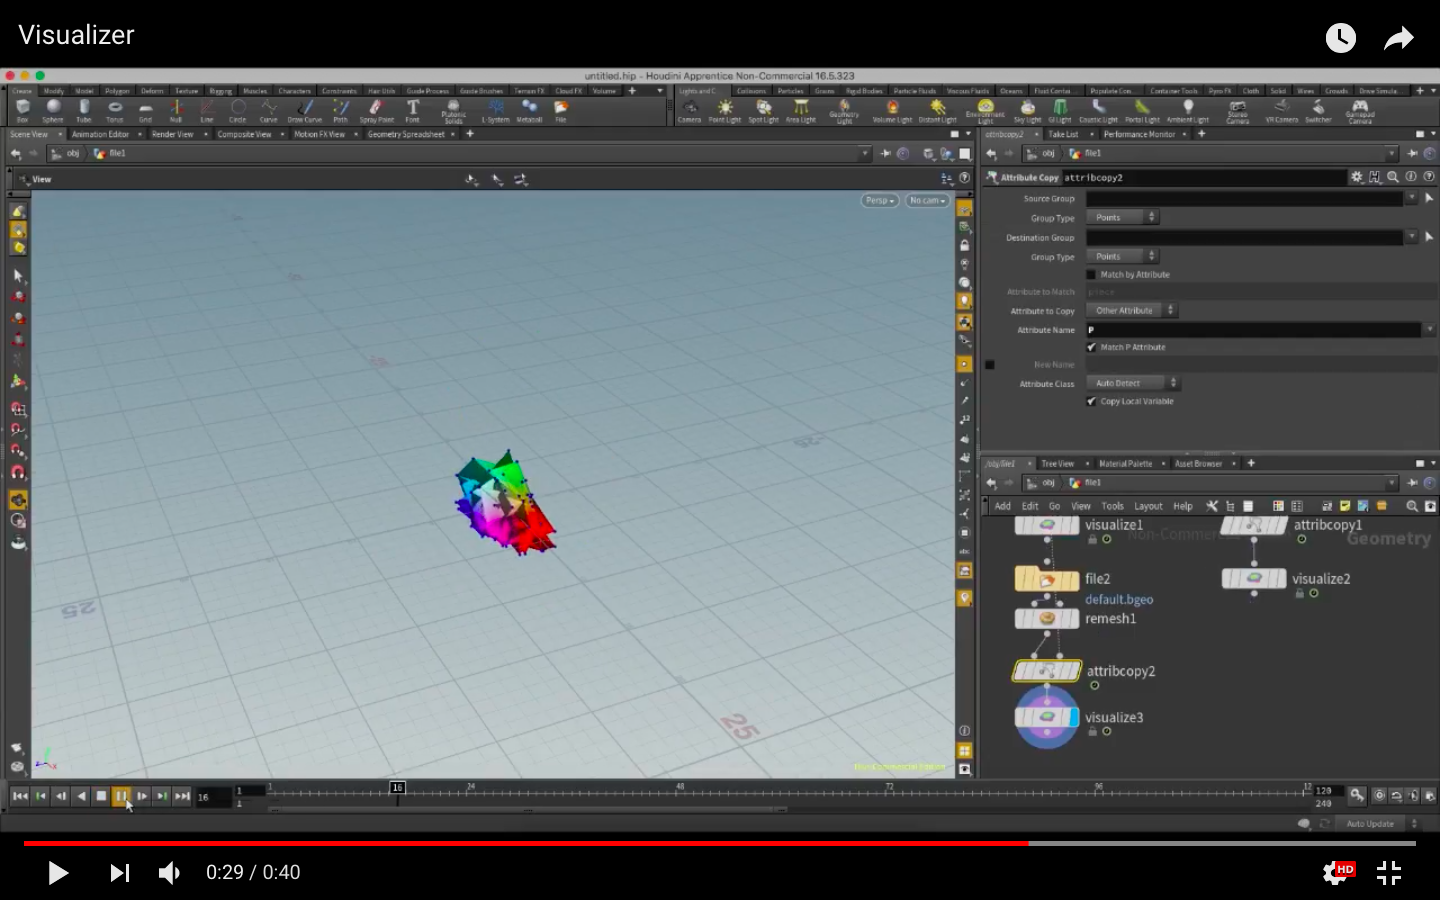 Visualizer
untitled.hip - Houdini Apprentice Non-Commercial 16.5.323
Create Modify Model Polygon Deform Texture Rigging Muscles Characters Constraints Hair Utils Guide Process Guide Brushes Terrain FX Cloud FX Volume
Lights and C... Collisions Particles Grains Rigid Bodies Particle Fluids Viscous Fluids Oceans Fluid Contai... Populate Con... Container Tools Pyro FX Cloth Solid Wires Crowds Drive Simula...
Box Sphere Tube Torus Grid Null Line Circle Curve Draw Curve Path Spray Paint Font Platonic Solids L-System Metaball File
Camera Point Light Spot Light Area Light Geometry Light Volume Light Distant Light Environment Light Sky Light GI Light Caustic Light Portal Light Ambient Light Stereo Camera VR Camera Switcher Gamepad Camera
Scene View Animation Editor Render View Composite View Motion FX View Geometry Spreadsheet
attribcopy2 Take List Performance Monitor
obj file1
obj file1
View
Attribute Copy attribcopy2
Persp No cam
Source Group
Group Type Points
Destination Group
Group Type Points
Match by Attribute
Attribute to Match piece
Attribute to Copy Other Attribute
Attribute Name P
Match P Attribute
New Name
Attribute Class Auto Detect
Copy Local Variable
/obj/file1 Tree View Material Palette Asset Browser
obj file1
Add Edit Go View Tools Layout Help
visualize1 attribcopy1
Non-Commercial Geometry
file2 visualize2
default.bgeo
remesh1
attribcopy2
visualize3
25
25
Non-Commercial Edition
16 1 1 16 24 48 72 96 12 120
1 240
Auto Update
0:29 / 0:40
HD